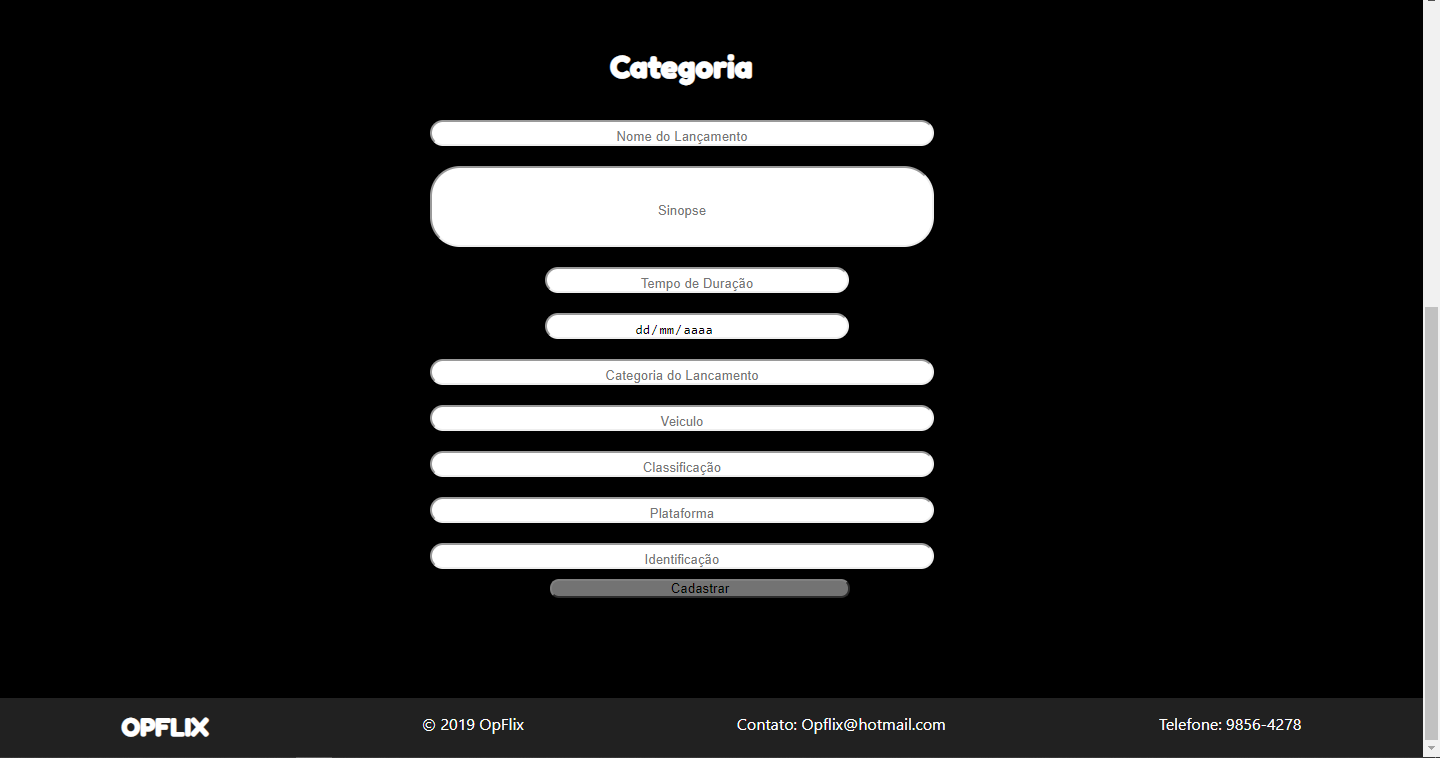 Categoria
Nome do Lançamento
Sinopse
Tempo de Duração
dd/mm/aaaa
Categoria do Lancamento
Veiculo
Classificação
Plataforma
Identificação
Cadastrar
OPFLIX © 2019 OpFlix Contato: Opflix@hotmail.com Telefone: 9856-4278